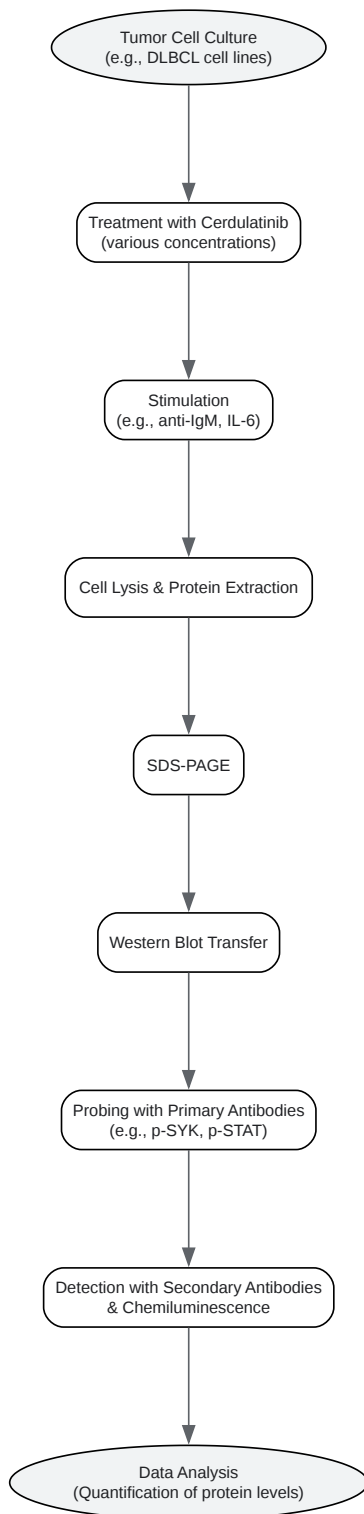 Tumor Cell Culture
(e.g., DLBCL cell lines)
Treatment with Cerdulatinib
(various concentrations)
Stimulation
(e.g., anti-IgM, IL-6)
Cell Lysis & Protein Extraction
SDS-PAGE
Western Blot Transfer
Probing with Primary Antibodies
(e.g., p-SYK, p-STAT)
Detection with Secondary Antibodies
& Chemiluminescence
Data Analysis
(Quantification of protein levels)